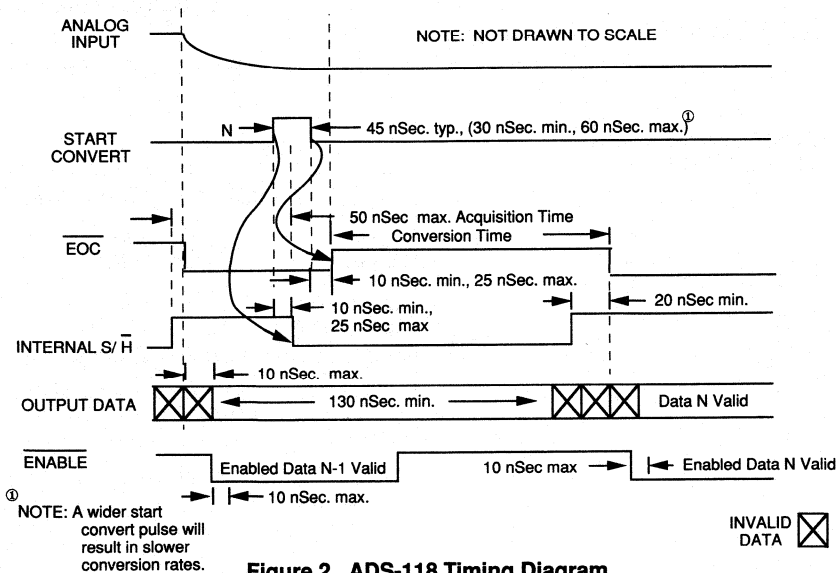 ANALOG
INPUT
NOTE: NOT DRAWN TO SCALE
START
CONVERT
N
45 nSec. typ., (30 nSec. min., 60 nSec. max.)①
50 nSec max. Acquisition Time
EOC
Conversion Time
10 nSec. min., 25 nSec. max.
10 nSec. min.,
25 nSec max
20 nSec min.
INTERNAL S/ H
10 nSec. max.
OUTPUT DATA
130 nSec. min.
Data N Valid
ENABLE
Enabled Data N-1 Valid
10 nSec max
Enabled Data N Valid
10 nSec. max.
①
NOTE: A wider start
convert pulse will
result in slower
conversion rates.
INVALID
DATA
Figure 2. ADS-118 Timing Diagram